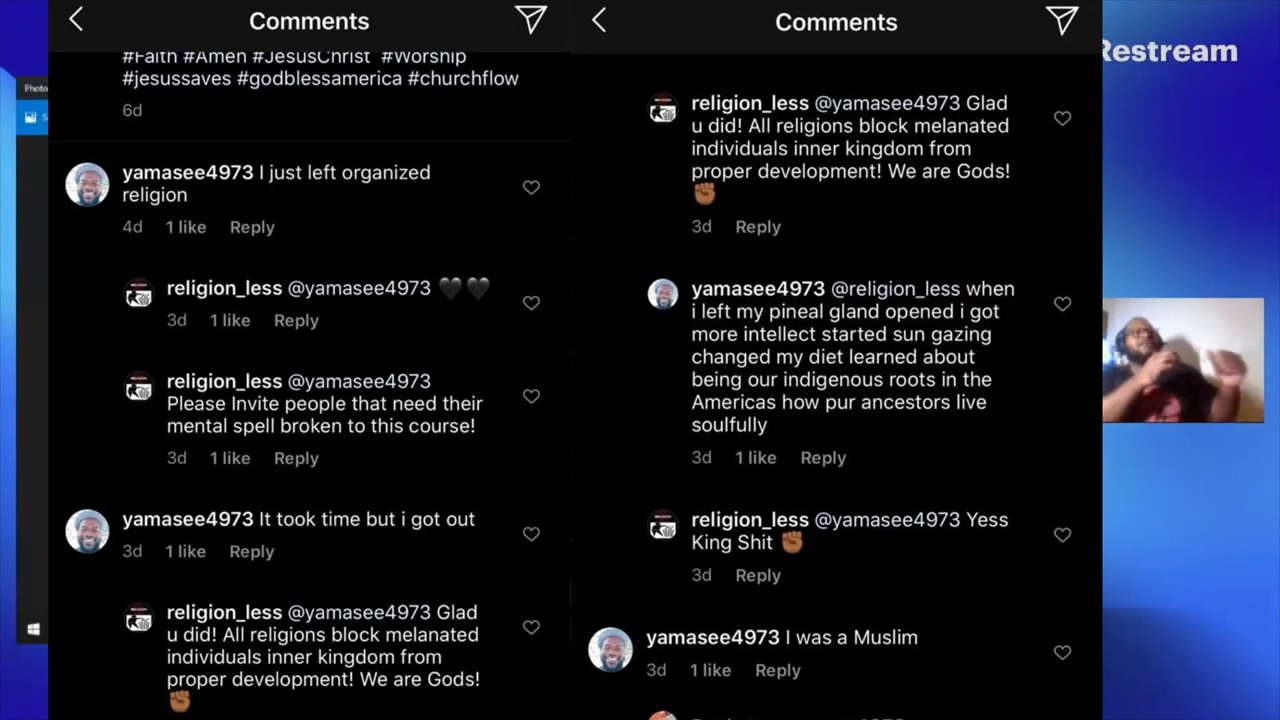 Comments
#Faith #Amen #JesusChrist #Worship
#jesussaves #godblessamerica #churchflow
6d
yamasee4973 I just left organized
religion
4d 1 like Reply
religion_less @yamasee4973 🖤🖤
3d 1 like Reply
religion_less @yamasee4973
Please Invite people that need their
mental spell broken to this course!
3d 1 like Reply
yamasee4973 It took time but i got out
3d 1 like Reply
religion_less @yamasee4973 Glad
u did! All religions block melanated
individuals inner kingdom from
proper development! We are Gods!
✊🏾
Comments
religion_less @yamasee4973 Glad
u did! All religions block melanated
individuals inner kingdom from
proper development! We are Gods!
✊🏾
3d Reply
yamasee4973 @religion_less when
i left my pineal gland opened i got
more intellect started sun gazing
changed my diet learned about
being our indigenous roots in the
Americas how pur ancestors live
soulfully
3d 1 like Reply
religion_less @yamasee4973 Yess
King Shit ✊🏾
3d Reply
yamasee4973 I was a Muslim
3d 1 like Reply
Restream
Photo